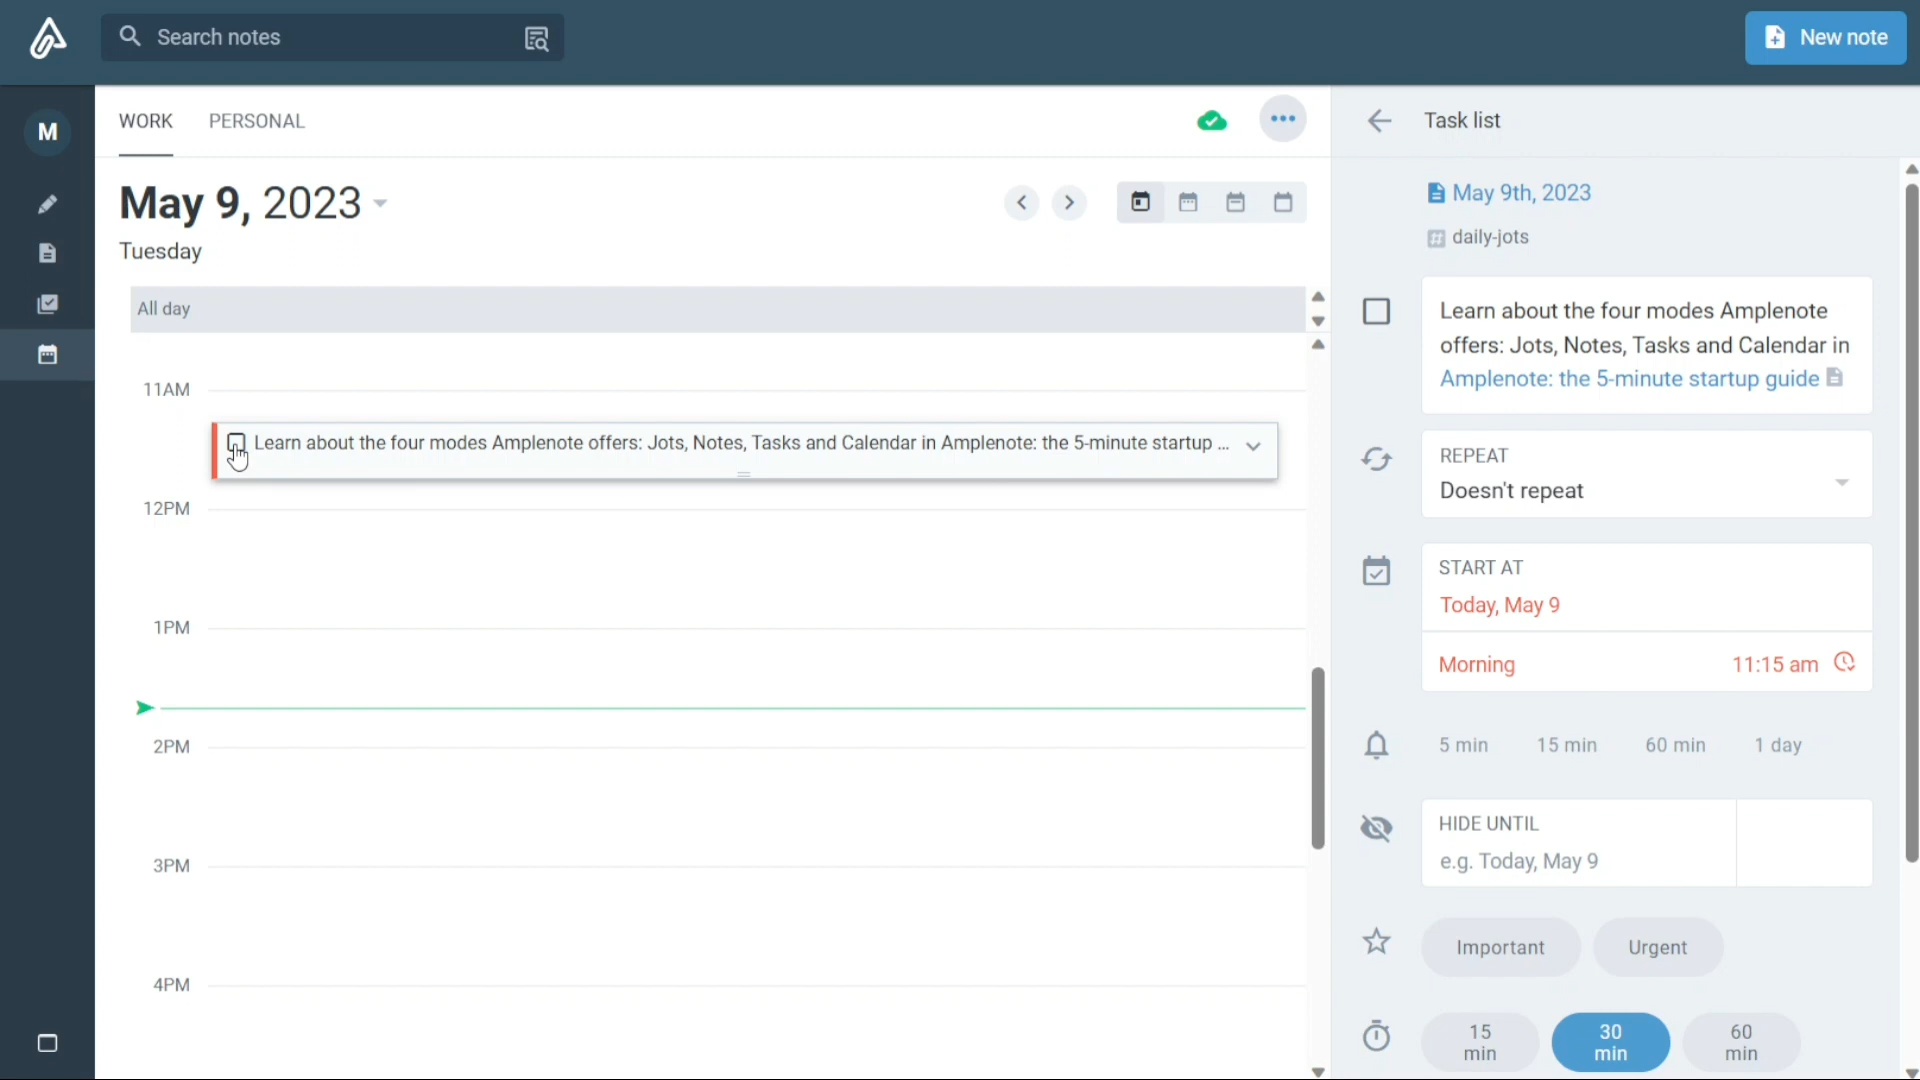 Search notes
New note
M
WORK PERSONAL
May 9, 2023
Tuesday
All day
11AM
Learn about the four modes Amplenote offers: Jots, Notes, Tasks and Calendar in Amplenote: the 5-minute startup ...
12PM
1PM
2PM
3PM
4PM
Task list
May 9th, 2023
daily-jots
Learn about the four modes Amplenote
offers: Jots, Notes, Tasks and Calendar in
Amplenote: the 5-minute startup guide
REPEAT
Doesn't repeat
START AT
Today, May 9
Morning 11:15 am
5 min 15 min 60 min 1 day
HIDE UNTIL
e.g. Today, May 9
Important Urgent
15 30 60
min min min